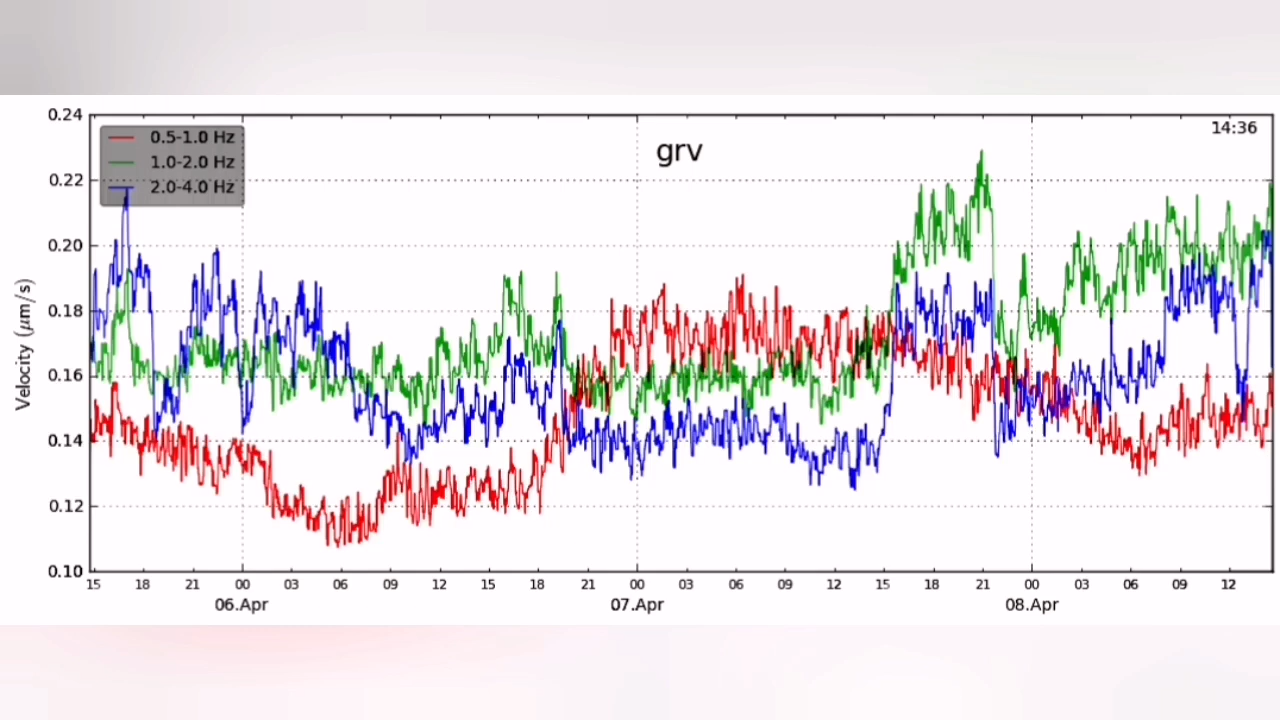 0.24
0.5-1.0 Hz
1.0-2.0 Hz
2.0-4.0 Hz
grv
14:36
0.22
0.20
0.18
0.16
0.14
0.12
0.10
Velocity (μm/s)
15 18 21 00 03 06 09 12 15 18 21 00 03 06 09 12 15 18 21 00 03 06 09 12
06.Apr 07.Apr 08.Apr